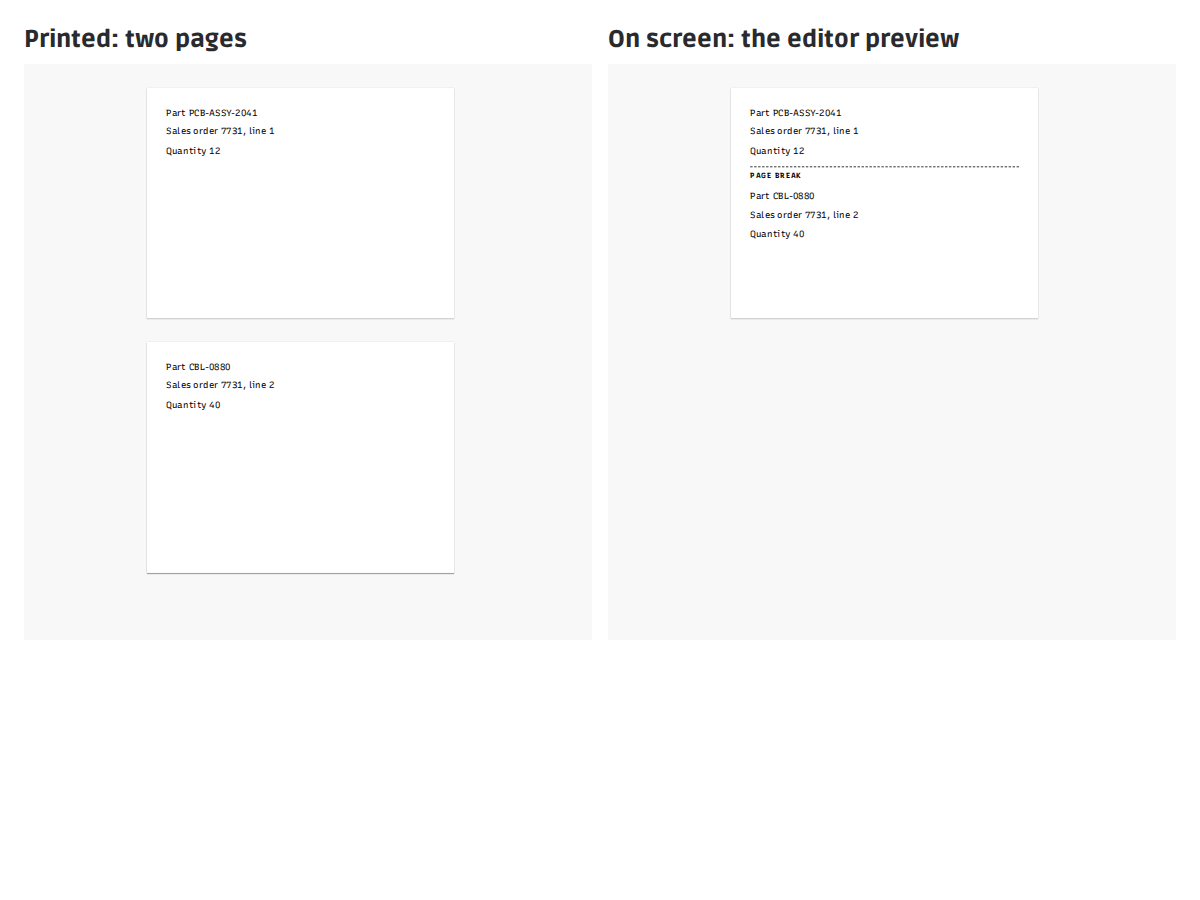 Printed: two pages
Part PCB-ASSY-2041
Sales order 7731, line 1
Quantity 12
Part CBL-0880
Sales order 7731, line 2
Quantity 40
On screen: the editor preview
Part PCB-ASSY-2041
Sales order 7731, line 1
Quantity 12
PAGE BREAK
Part CBL-0880
Sales order 7731, line 2
Quantity 40